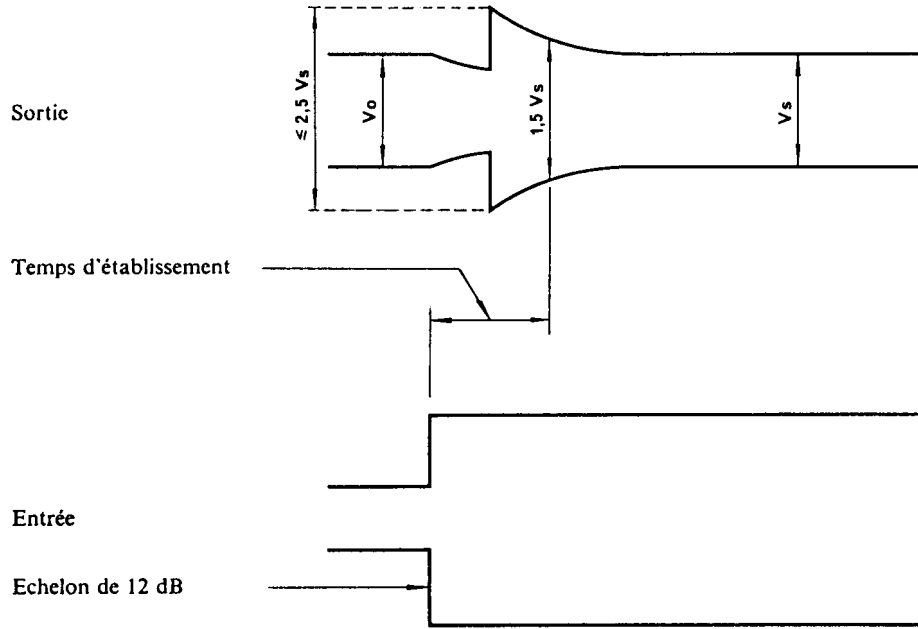 Sortie
≤ 2,5 Vs
Vo
1,5 Vs
Vs
Temps d'établissement
Entrée
Echelon de 12 dB